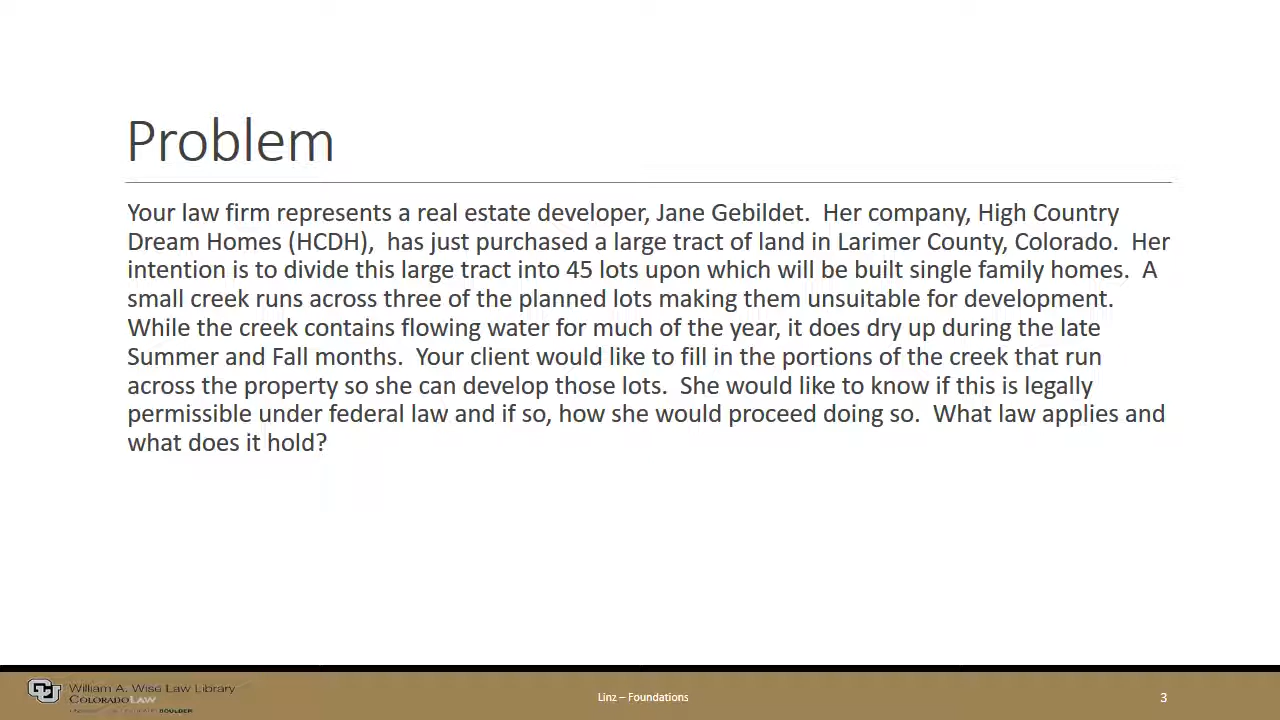 Problem
Your law firm represents a real estate developer, Jane Gebildet.  Her company, High Country
Dream Homes (HCDH),  has just purchased a large tract of land in Larimer County, Colorado.  Her
intention is to divide this large tract into 45 lots upon which will be built single family homes.  A
small creek runs across three of the planned lots making them unsuitable for development.
While the creek contains flowing water for much of the year, it does dry up during the late
Summer and Fall months.  Your client would like to fill in the portions of the creek that run
across the property so she can develop those lots.  She would like to know if this is legally
permissible under federal law and if so, how she would proceed doing so.  What law applies and
what does it hold?
William A. Wise Law Library
COLORADO LAW
BOULDER
Linz – Foundations
3